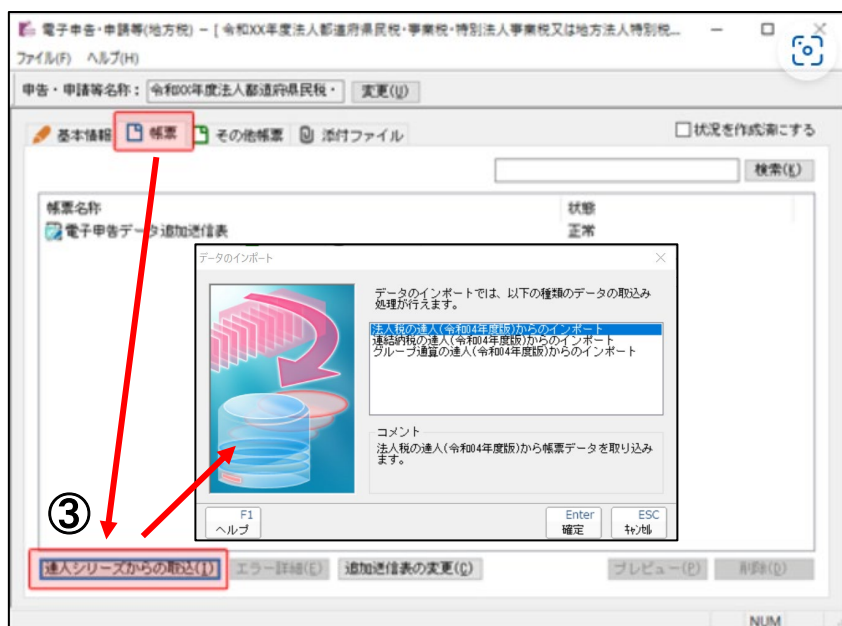 電子申告・申請等(地方税) - [ 令和XX年度法人都道府県民税・事業税・特別法人事業税又は地方法人特別税...
ファイル(F) ヘルプ(H)
申告・申請等名称: 令和XX年度法人都道府県民税・ 変更(U)
基本情報 帳票 その他帳票 添付ファイル 状況を作成済にする
検索(K)
帳票名称 状態
電子申告データ追加送信表 正常
データのインポート
データのインポートでは、以下の種類のデータの取込み
処理が行えます。
法人税の達人(令和04年度版)からのインポート
連結納税の達人(令和04年度版)からのインポート
グループ通算の達人(令和04年度版)からのインポート
コメント
法人税の達人(令和04年度版)から帳票データを取り込み
ます。
F1 Enter ESC
ヘルプ 確定 キャンセル
③
達人シリーズからの取込(I) エラー詳細(E) 追加送信表の変更(C) プレビュー(P) 削除(D)
NUM